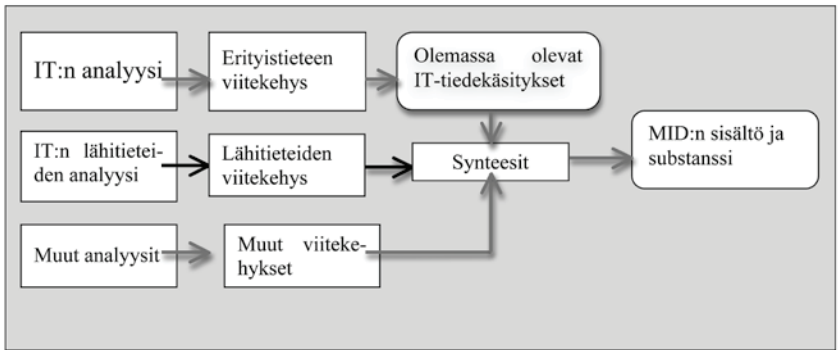 IT:n analyysi
Erityistieteen
viitekehys
Olemassa olevat
IT-tiedekäsitykset
IT:n lähitietei-
den analyysi
Lähitieteiden
viitekehys
Synteesit
MID:n sisältö ja
substanssi
Muut analyysit
Muut viiteke-
hykset